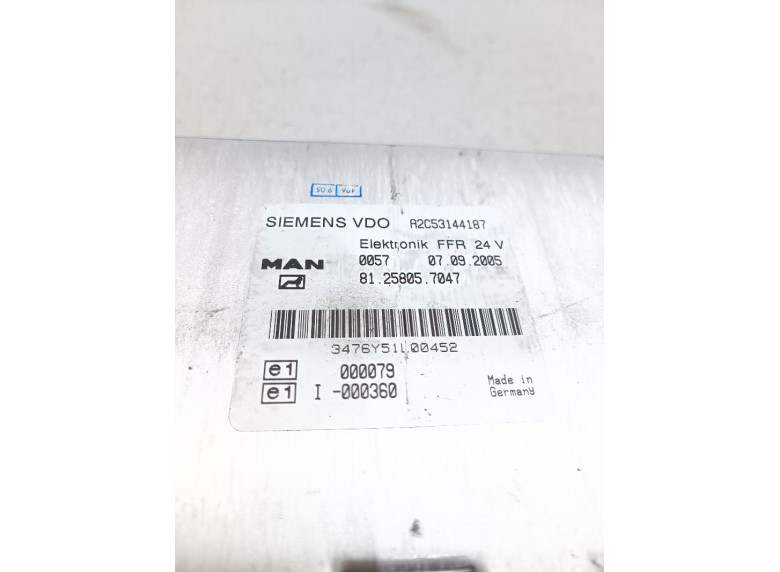 SIEMENS VDO A2C53144187
Elektronik FFR 24 V
MAN 0057 07.09.2005
81.25805.7047
3476Y51L00452
e1 000079
e1 I -000360
Made in
Germany